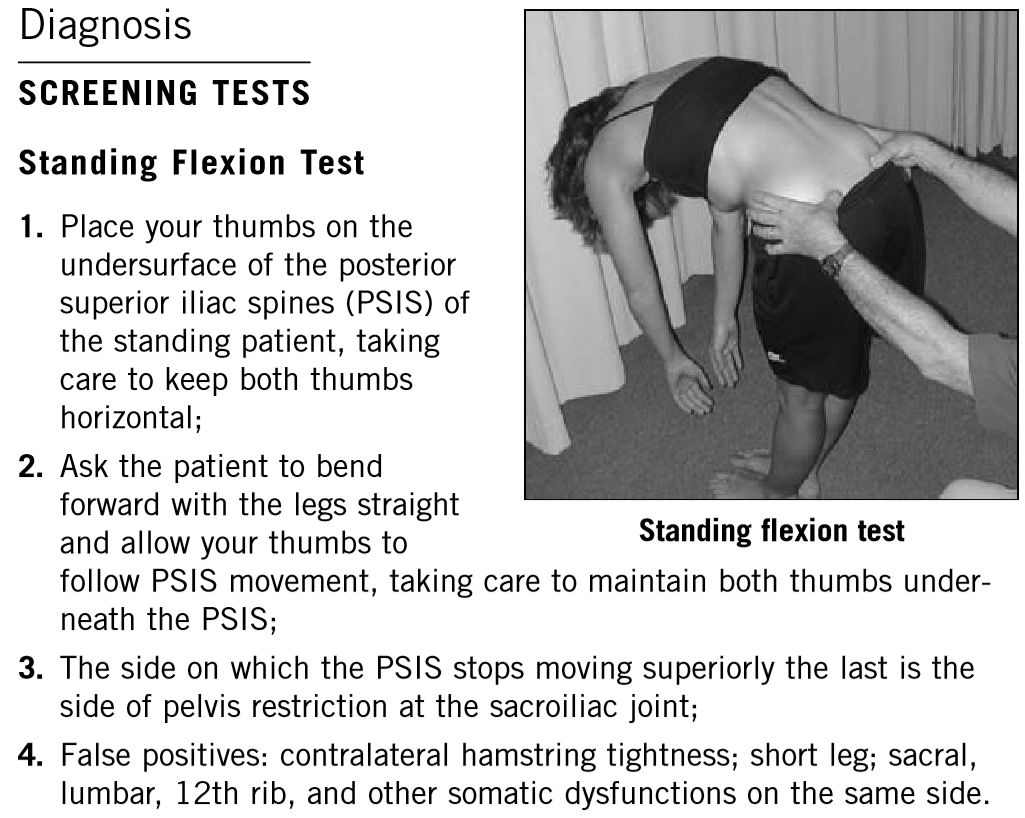 Diagnosis
SCREENING TESTS
Standing Flexion Test
1. Place your thumbs on the
undersurface of the posterior
superior iliac spines (PSIS) of
the standing patient, taking
care to keep both thumbs
horizontal;
2. Ask the patient to bend
forward with the legs straight
and allow your thumbs to
follow PSIS movement, taking care to maintain both thumbs under-
neath the PSIS;
3. The side on which the PSIS stops moving superiorly the last is the
side of pelvis restriction at the sacroiliac joint;
4. False positives: contralateral hamstring tightness; short leg; sacral,
lumbar, 12th rib, and other somatic dysfunctions on the same side.
Standing flexion test